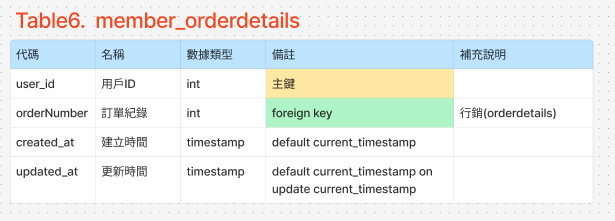 Table6. member_orderdetails
代碼 名稱 數據類型 備註 補充說明
user_id 用戶ID int 主鍵
orderNumber 訂單紀錄 int foreign key 行銷(orderdetails)
created_at 建立時間 timestamp default current_timestamp
updated_at 更新時間 timestamp default current_timestamp on
update current_timestamp